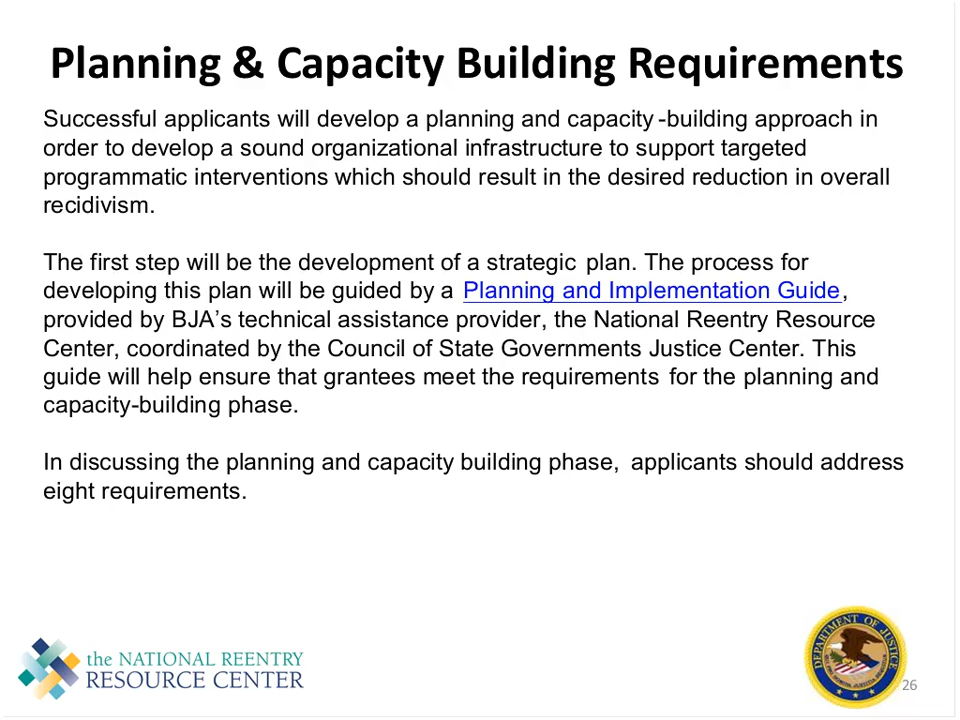 Planning & Capacity Building Requirements
Successful applicants will develop a planning and capacity -building approach in
order to develop a sound organizational infrastructure to support targeted
programmatic interventions which should result in the desired reduction in overall
recidivism.
The first step will be the development of a strategic plan. The process for
developing this plan will be guided by a Planning and Implementation Guide,
provided by BJA’s technical assistance provider, the National Reentry Resource
Center, coordinated by the Council of State Governments Justice Center. This
guide will help ensure that grantees meet the requirements for the planning and
capacity-building phase.
In discussing the planning and capacity building phase, applicants should address
eight requirements.
the NATIONAL REENTRY
RESOURCE CENTER
DEPARTMENT OF JUSTICE
26